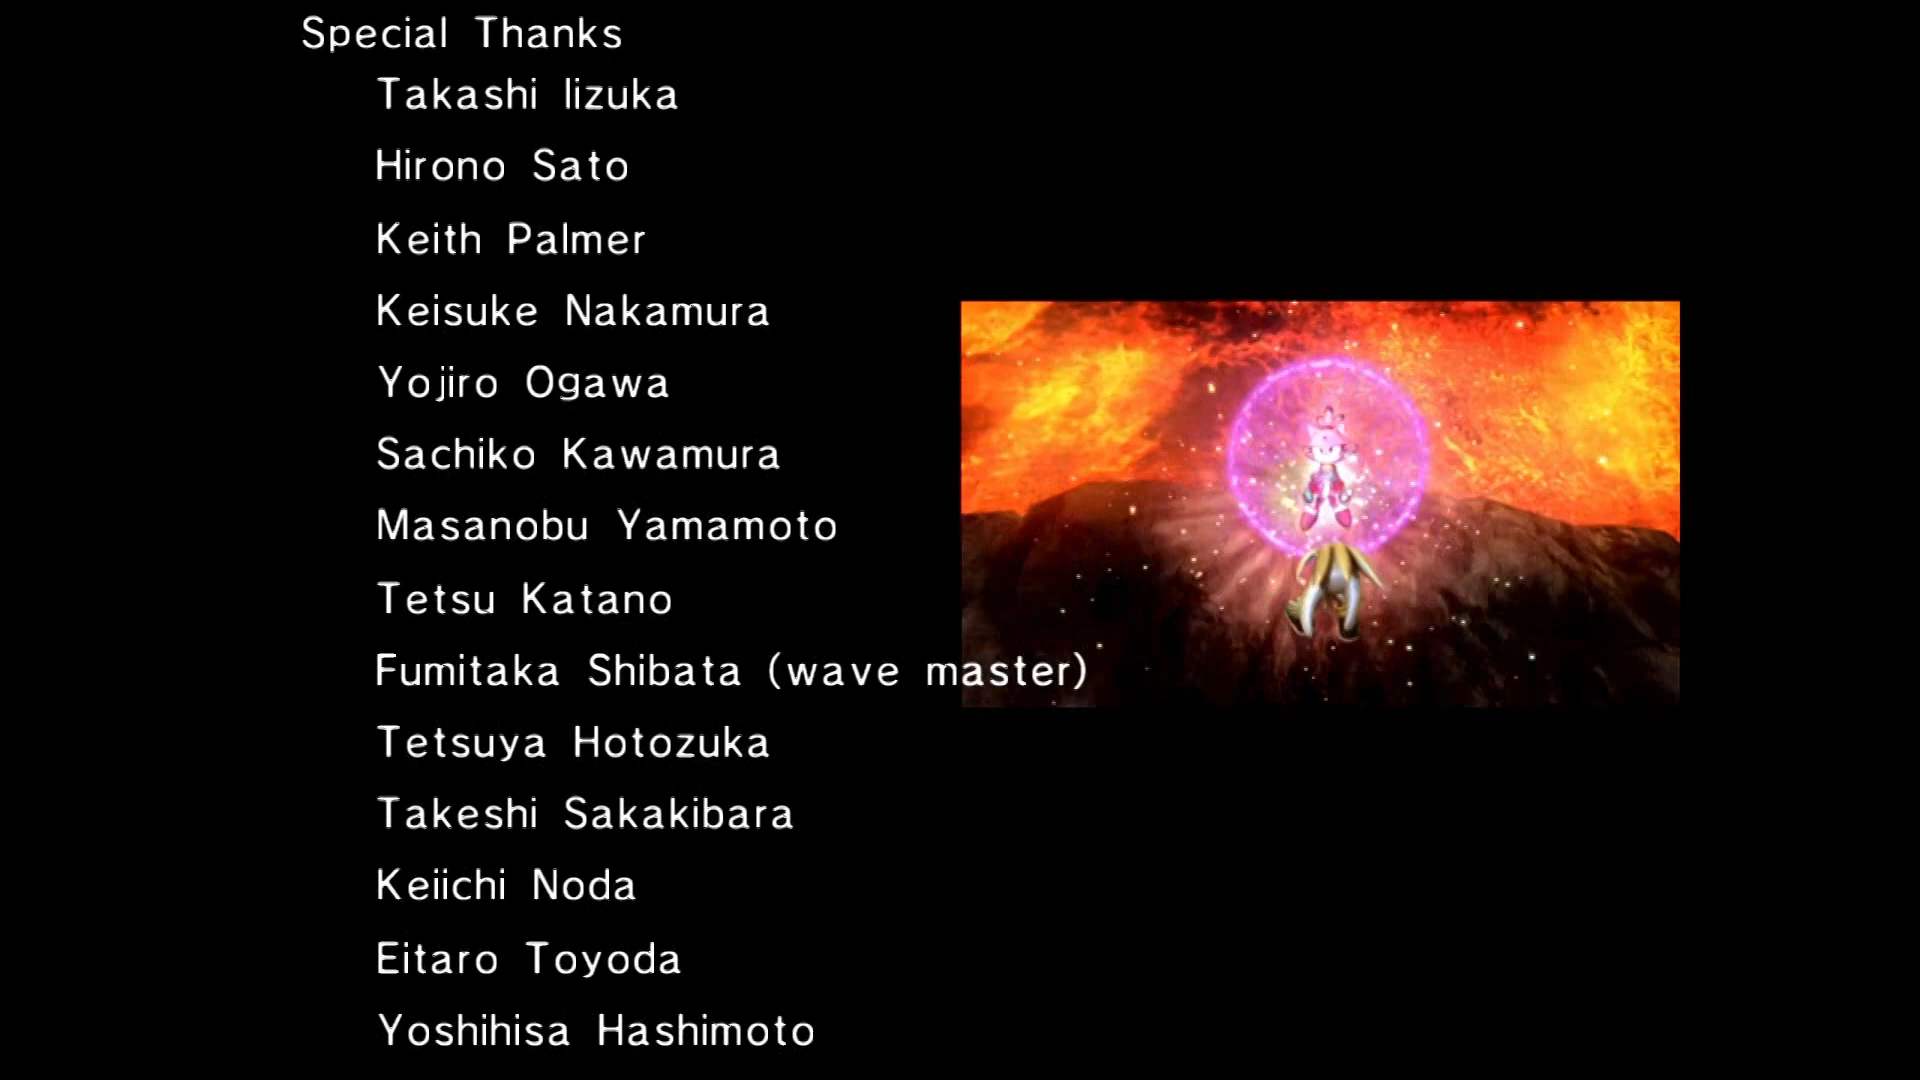 Special Thanks
Takashi Iizuka
Hirono Sato
Keith Palmer
Keisuke Nakamura
Yojiro Ogawa
Sachiko Kawamura
Masanobu Yamamoto
Tetsu Katano
Fumitaka Shibata (wave master)
Tetsuya Hotozuka
Takeshi Sakakibara
Keiichi Noda
Eitaro Toyoda
Yoshihisa Hashimoto